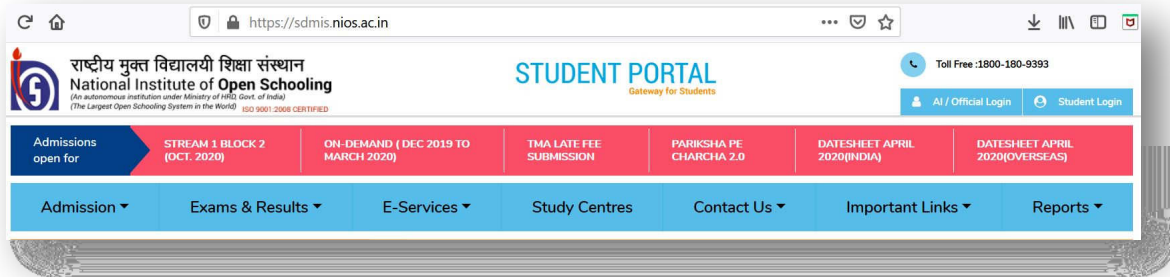 https://sdmis.nios.ac.in
राष्ट्रीय मुक्त विद्यालयी शिक्षा संस्थान
National Institute of Open Schooling
(An autonomous institution under Ministry of HRD, Govt. of India)
(The Largest Open Schooling System in the World) ISO 9001:2008 CERTIFIED
STUDENT PORTAL
Gateway for Students
Toll Free :1800-180-9393
AI / Official Login
Student Login
Admissions
open for
STREAM 1 BLOCK 2
(OCT. 2020)
ON-DEMAND ( DEC 2019 TO
MARCH 2020)
TMA LATE FEE
SUBMISSION
PARIKSHA PE
CHARCHA 2.0
DATESHEET APRIL
2020(INDIA)
DATESHEET APRIL
2020(OVERSEAS)
Admission
Exams & Results
E-Services
Study Centres
Contact Us
Important Links
Reports